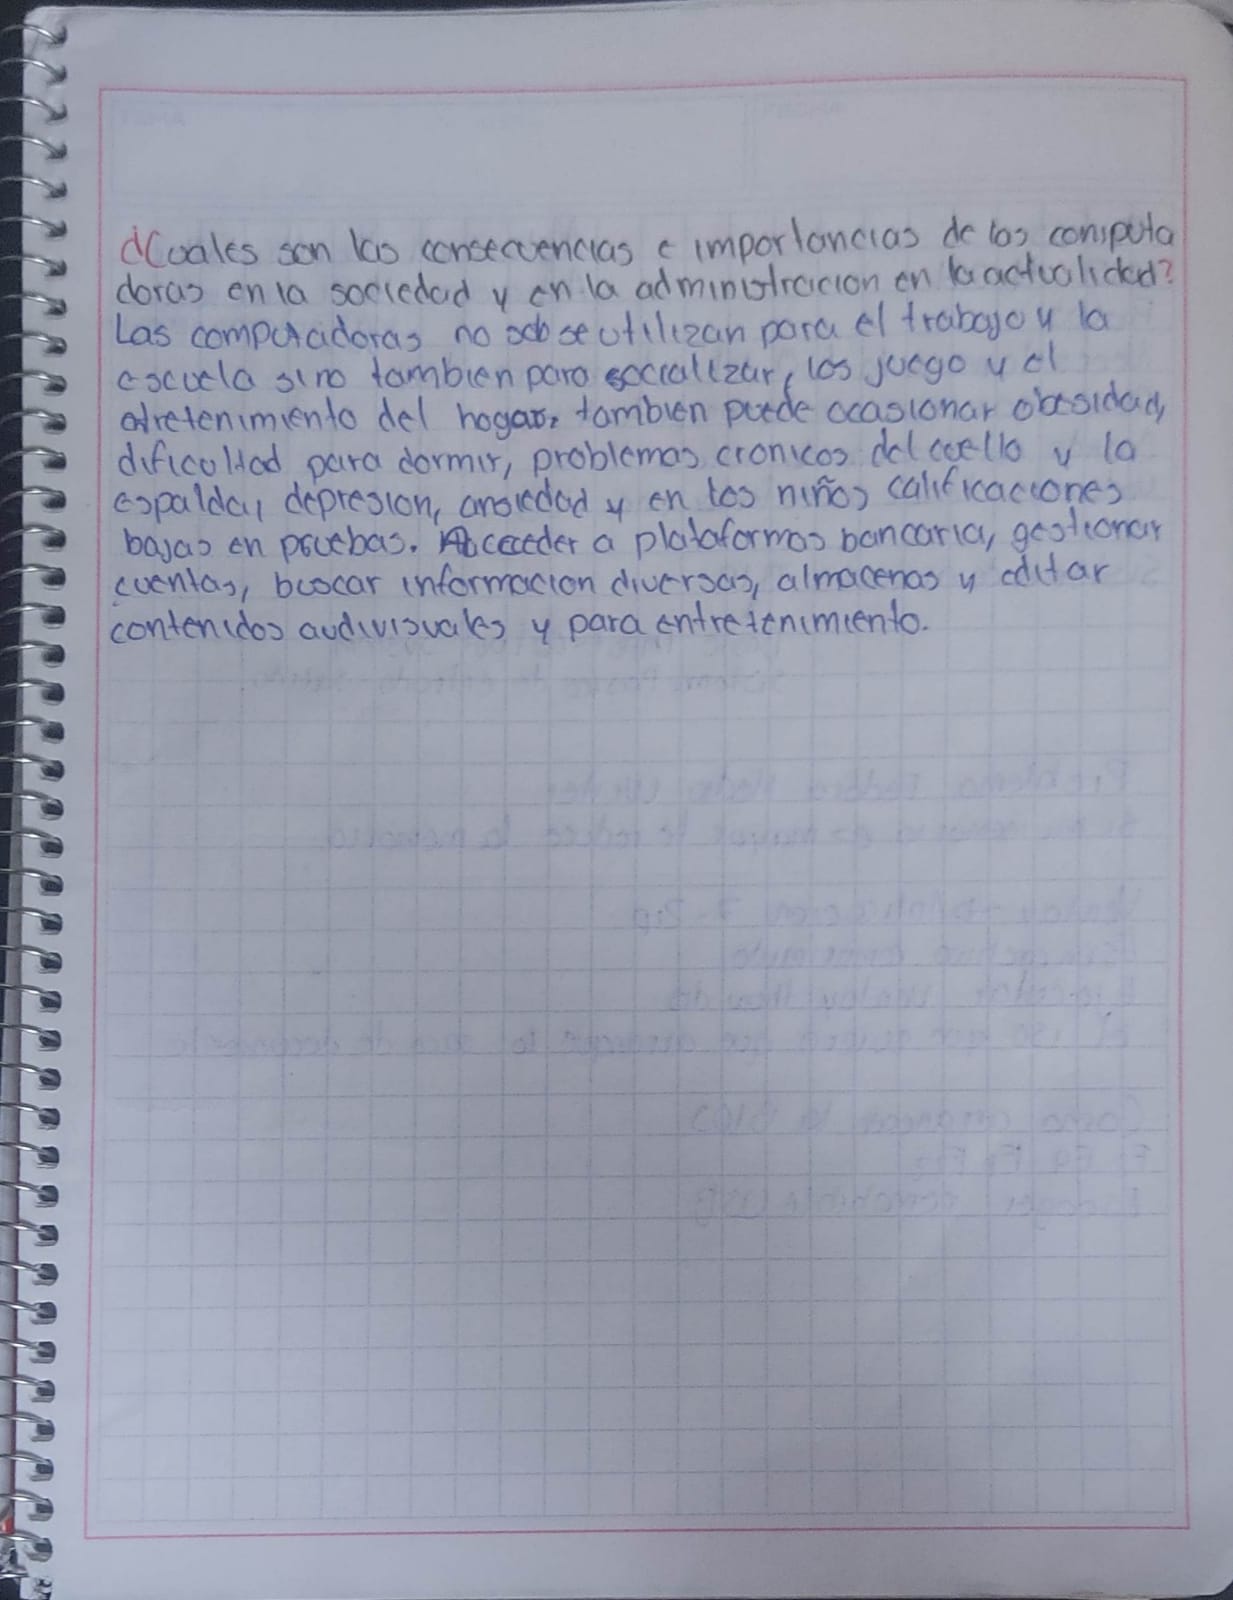 ¿Cuales son las consecuencias e importancias de las computa
doras en la sociedad y en la administracion en la actualidad?
Las computadoras no solo se utilizan para el trabajo y la
escuela sino tambien para socializar, los juego y el
entretenimiento del hogar, tambien puede ocasionar obesidad,
dificultad para dormir, problemas cronicos del cuello y la
espalda, depresion, ansiedad y en los niños calificaciones
bajas en pruebas. Acceder a plataformas bancaria, gestionar
cuentas, buscar informacion diversas, almacenas y editar
contenidos audivisuales y para entretenimiento.